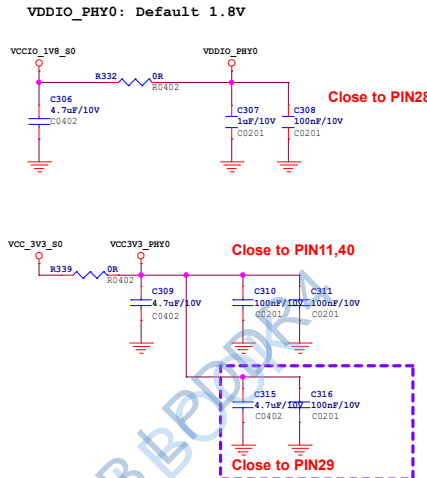 VDDIO_PHY0: Default 1.8V
VCCIO_1V8_S0
VDDIO_PHY0
R332
0R
R0402
C306
4.7uF/10V
C0402
C307
1uF/10V
C0201
C308
100nF/10V
C0201
Close to PIN28
VCC_3V3_S0
VCC3V3_PHY0
R339
0R
R0402
Close to PIN11,40
C309
4.7uF/10V
C0402
C310
100nF/10V
C0201
C311
100nF/10V
C0201
C315
4.7uF/10V
C0402
C316
100nF/10V
C0201
Close to PIN29
LPDDR4